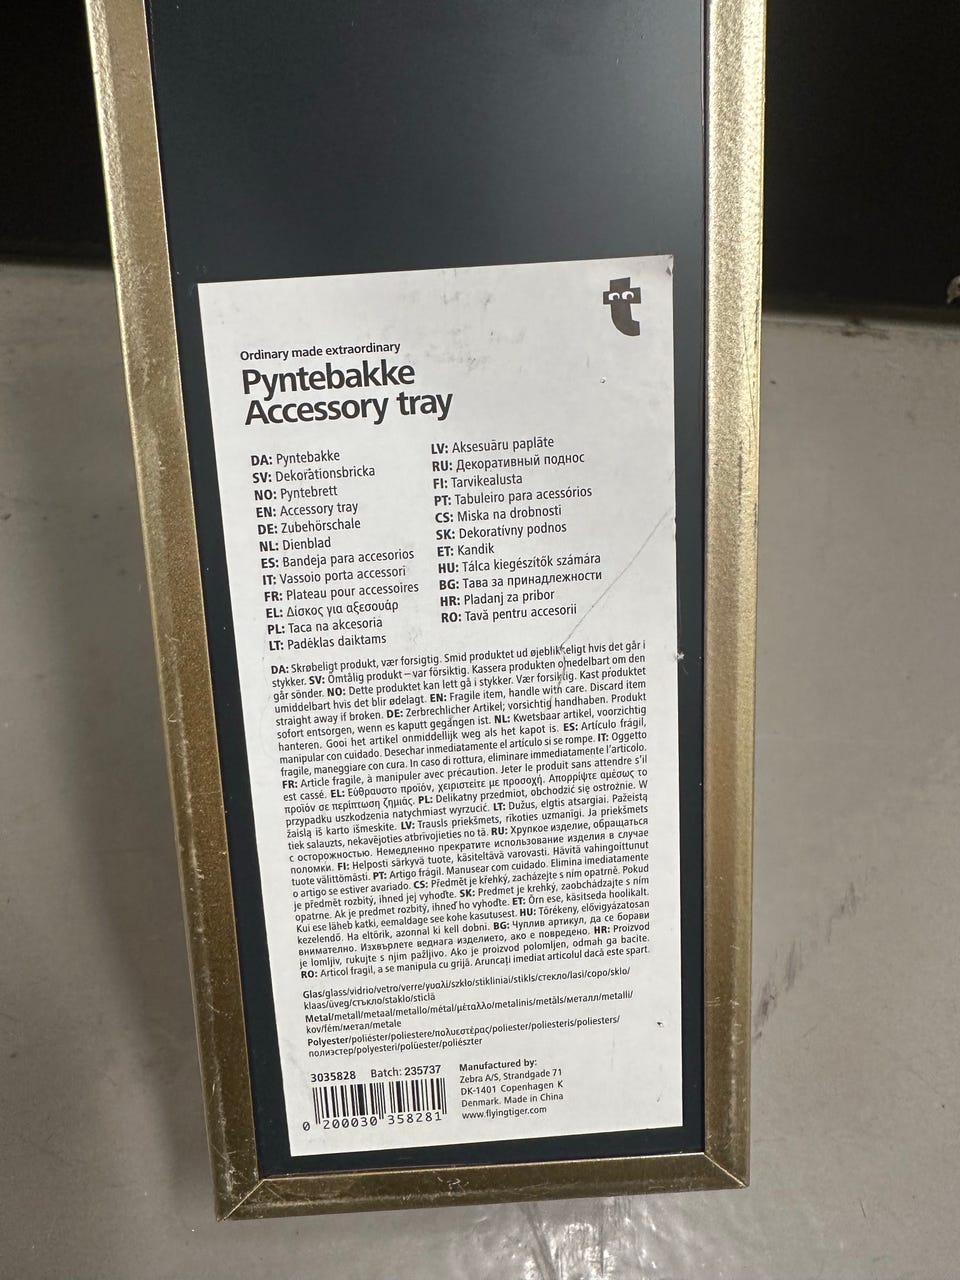 Ordinary made extraordinary
Pyntebakke
Accessory tray
DA: Pyntebakke
SV: Dekorationsbricka
NO: Pyntebrett
EN: Accessory tray
DE: Zubehörschale
NL: Dienblad
ES: Bandeja para accesorios
IT: Vassoio porta accessori
FR: Plateau pour accessoires
EL: Δίσκος για αξεσουάρ
PL: Taca na akcesoria
LT: Padėklas daiktams
LV: Aksesuāru paplāte
RU: Декоративный поднос
FI: Tarvikealusta
PT: Tabuleiro para acessórios
CS: Miska na drobnosti
SK: Dekoratívny podnos
ET: Kandik
HU: Tálca kiegészítők számára
BG: Тава за принадлежности
HR: Pladanj za pribor
RO: Tavă pentru accesorii
DA: Skrøbeligt produkt, vær forsigtig. Smid produktet ud øjeblikkeligt hvis det går i
stykker. SV: Ömtålig produkt – var försiktig. Kassera produkten omedelbart om den
går sönder. NO: Dette produktet kan lett gå i stykker. Vær forsiktig. Kast produktet
umiddelbart hvis det blir ødelagt. EN: Fragile item, handle with care. Discard item
straight away if broken. DE: Zerbrechlicher Artikel; vorsichtig handhaben. Produkt
sofort entsorgen, wenn es kaputt gegangen ist. NL: Kwetsbaar artikel, voorzichtig
hanteren. Gooi het artikel onmiddellijk weg als het kapot is. ES: Artículo frágil,
manipular con cuidado. Desechar inmediatamente el artículo si se rompe. IT: Oggetto
fragile, maneggiare con cura. In caso di rottura, eliminare immediatamente l'articolo.
FR: Article fragile, à manipuler avec précaution. Jeter le produit sans attendre s'il
est cassé. EL: Εύθραυστο προϊόν, χειριστείτε με προσοχή. Απορρίψτε αμέσως το
προϊόν σε περίπτωση ζημιάς. PL: Delikatny przedmiot, obchodzić się ostrożnie. W
przypadku uszkodzenia natychmiast wyrzucić. LT: Dužus, elgtis atsargiai. Pažeistą
žaislą iš karto išmeskite. LV: Trausls priekšmets, rīkoties uzmanīgi. Ja priekšmets
tiek salauzts, nekavējoties atbrīvojieties no tā. RU: Хрупкое изделие, обращаться
с осторожностью. Немедленно прекратите использование изделия в случае
поломки. FI: Helposti särkyvä tuote, käsiteltävä varovasti. Hävitä vahingoittunut
tuote välittömästi. PT: Artigo frágil. Manusear com cuidado. Elimina imediatamente
o artigo se estiver avariado. CS: Předmět je křehký, zacházejte s ním opatrně. Pokud
je předmět rozbitý, ihned jej vyhoďte. SK: Predmet je krehký, zaobchádzajte s ním
opatrne. Ak je predmet rozbitý, ihneď ho vyhoďte. ET: Õrn ese, käsitseda hoolikalt.
Kui ese läheb katki, eemaldage see kohe kasutusest. HU: Törékeny, elővigyázatosan
kezelendő. Ha eltörik, azonnal ki kell dobni. BG: Чуплив артикул, да се борави
внимателно. Изхвърлете веднага изделието, ако е повредено. HR: Proizvod
je lomljiv, rukujte s njim pažljivo. Ako je proizvod polomljen, odmah ga bacite.
RO: Articol fragil, a se manipula cu grijă. Aruncați imediat articolul dacă este spart.
Glas/glass/vidrio/vetro/verre/γυαλί/szkło/stikliniai/stikls/стекло/lasi/copo/sklo/
klaas/üveg/стъкло/staklo/sticlă
Metal/metall/metaal/metallo/métal/μέταλλο/metalinis/metāls/металл/metalli/
kov/fém/метал/metale
Polyester/poliéster/poliestere/πολυεστέρας/poliester/poliesteris/poliesters/
полиэстер/polyesteri/polüester/poliészter
3035828 Batch: 235737
0 200030 358281
Manufactured by:
Zebra A/S, Strandgade 71
DK-1401 Copenhagen K
Denmark. Made in China
www.flyingtiger.com